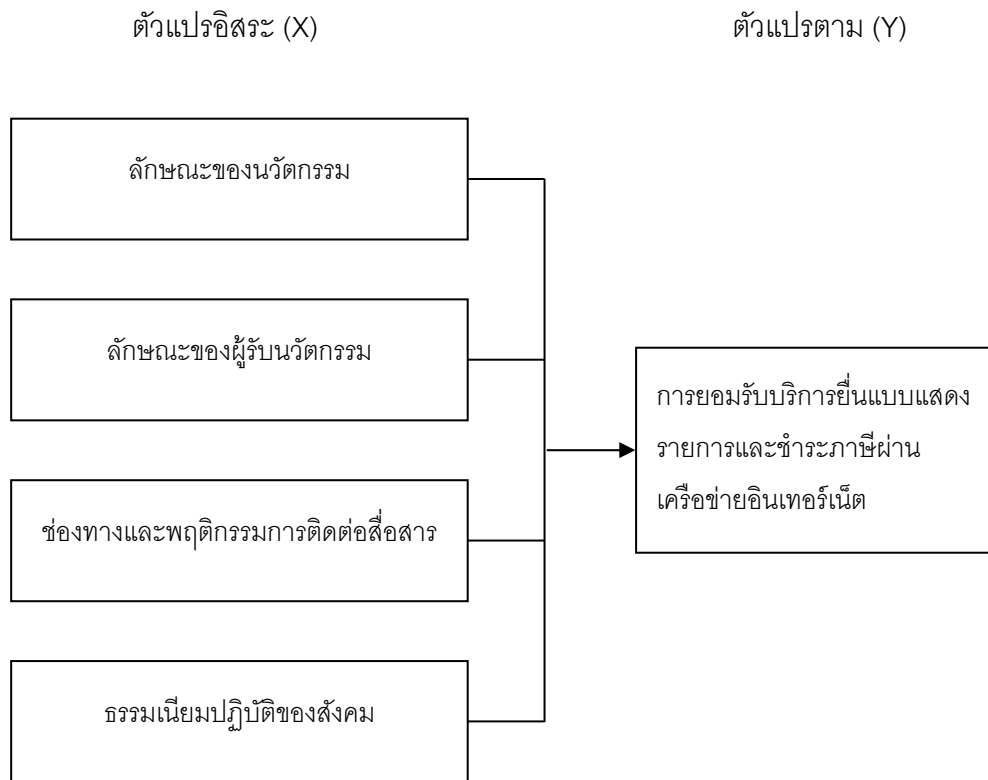 ตัวแปรอิสระ (X)
ตัวแปรตาม (Y)
ลักษณะของนวัตกรรม
ลักษณะของผู้รับนวัตกรรม
ช่องทางและพฤติกรรมการติดต่อสื่อสาร
ธรรมเนียมปฏิบัติของสังคม
การยอมรับบริการยื่นแบบแสดง
รายการและชำระภาษีผ่าน
เครือข่ายอินเทอร์เน็ต